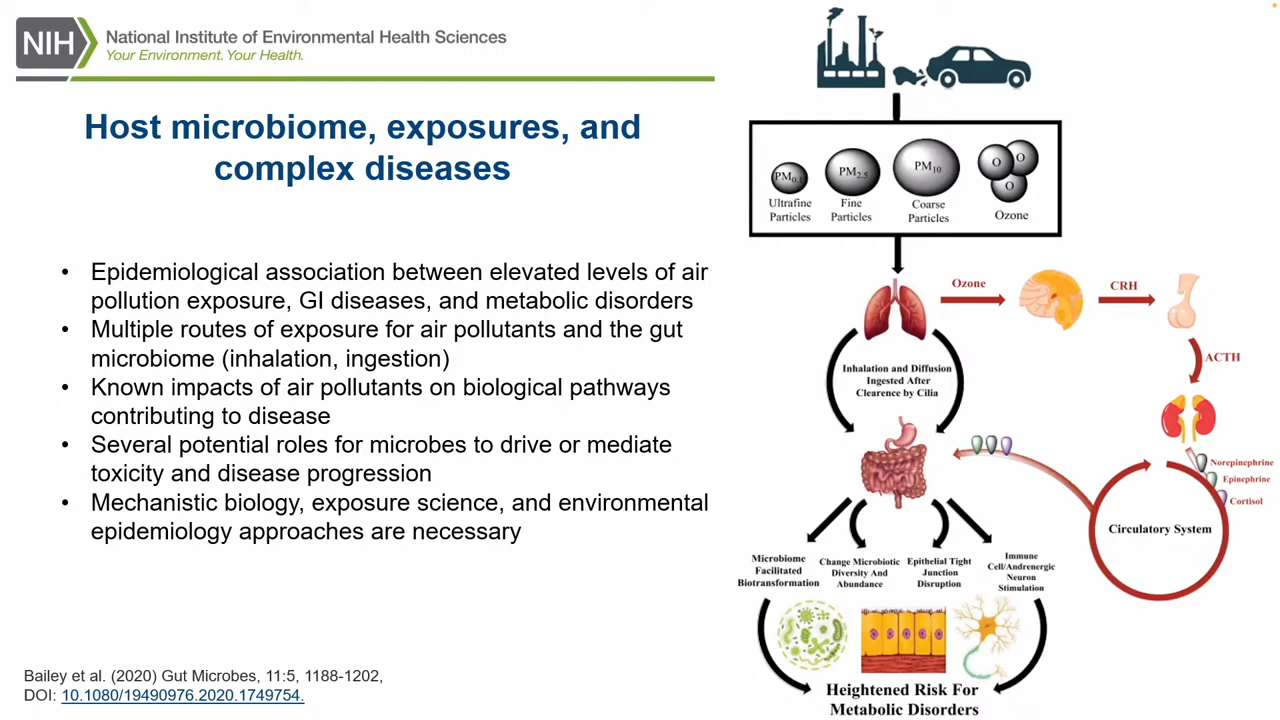 NIH
National Institute of Environmental Health Sciences
Your Environment. Your Health.
Host microbiome, exposures, and
complex diseases
• Epidemiological association between elevated levels of air
pollution exposure, GI diseases, and metabolic disorders
• Multiple routes of exposure for air pollutants and the gut
microbiome (inhalation, ingestion)
• Known impacts of air pollutants on biological pathways
contributing to disease
• Several potential roles for microbes to drive or mediate
toxicity and disease progression
• Mechanistic biology, exposure science, and environmental
epidemiology approaches are necessary
Bailey et al. (2020) Gut Microbes, 11:5, 1188-1202,
DOI: 10.1080/19490976.2020.1749754.
PM0.1
Ultrafine
Particles
PM2.5
Fine
Particles
PM10
Coarse
Particles
O O
O
Ozone
Ozone
CRH
ACTH
Inhalation and Diffusion
Ingested After
Clearence by Cilia
Norepinephrine
Epinephrine
Cortisol
Circulatory System
Microbiome
Facilitated
Biotransformation
Change Microbiotic
Diversity And
Abundance
Epithelial Tight
Junction
Disruption
Immune
Cell/Andrenergic
Neuron
Stimulation
Heightened Risk For
Metabolic Disorders